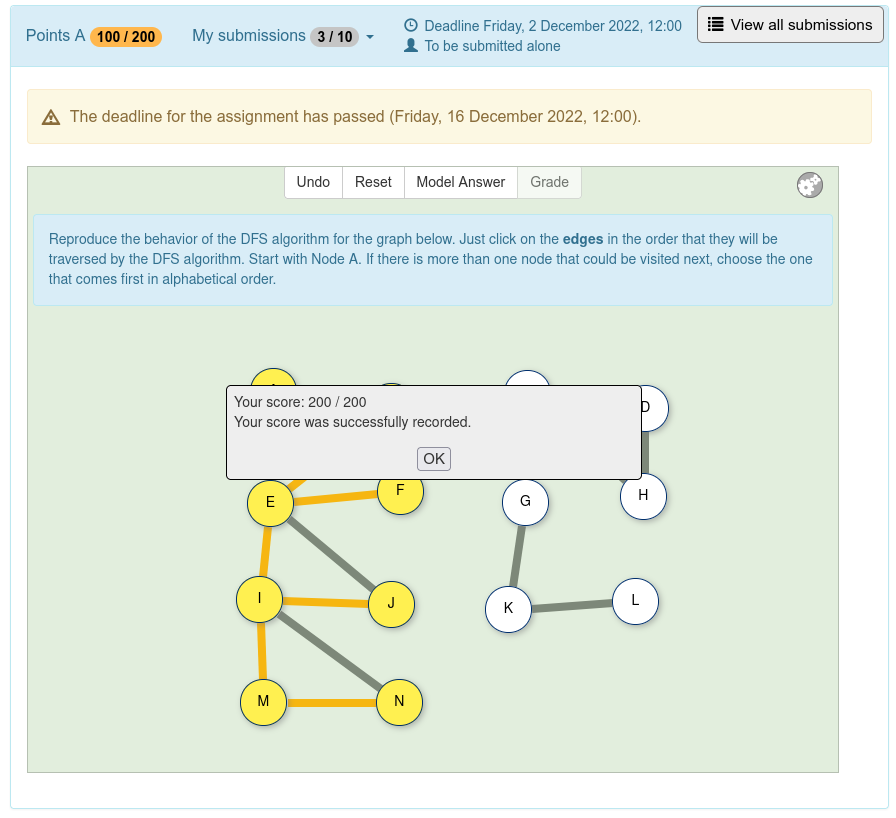 Points A 100 / 200
My submissions 3 / 10
Deadline Friday, 2 December 2022, 12:00
To be submitted alone
View all submissions
The deadline for the assignment has passed (Friday, 16 December 2022, 12:00).
Undo
Reset
Model Answer
Grade
Reproduce the behavior of the DFS algorithm for the graph below. Just click on the edges in the order that they will be
traversed by the DFS algorithm. Start with Node A. If there is more than one node that could be visited next, choose the one
that comes first in alphabetical order.
Your score: 200 / 200
Your score was successfully recorded.
OK
D
E
F
G
H
I
J
K
L
M
N